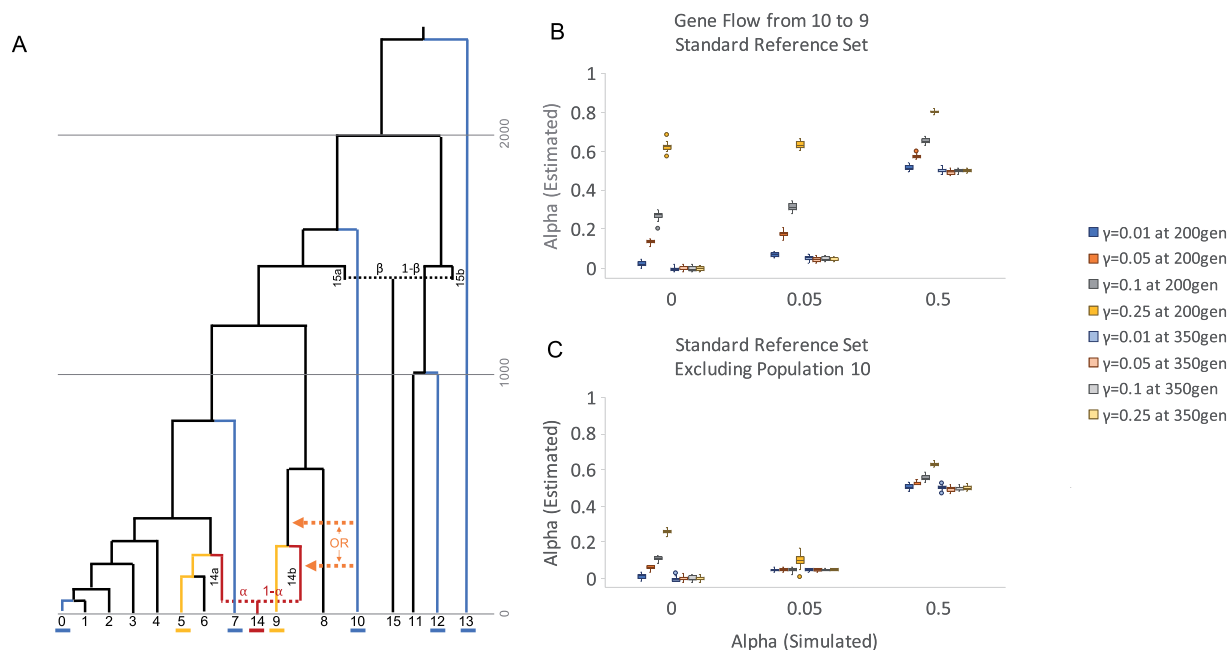 A
2000
1000
0
15a
β
1-β
15b
OR
14a
14b
α
1-α
0 1 2 3 4 5 6 7 14 9 8 10 15 11 12 13
B
Gene Flow from 10 to 9
Standard Reference Set
Alpha (Estimated)
1
0.8
0.6
0.4
0.2
0
0 0.05 0.5
C
Standard Reference Set
Excluding Population 10
Alpha (Estimated)
1
0.8
0.6
0.4
0.2
0
0 0.05 0.5
Alpha (Simulated)
γ=0.01 at 200gen
γ=0.05 at 200gen
γ=0.1 at 200gen
γ=0.25 at 200gen
γ=0.01 at 350gen
γ=0.05 at 350gen
γ=0.1 at 350gen
γ=0.25 at 350gen